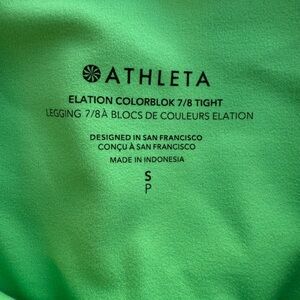 ATHLETA
ELATION COLORBLOK 7/8 TIGHT
LEGGING 7/8 À BLOCS DE COULEURS ELATION
DESIGNED IN SAN FRANCISCO
CONÇU À SAN FRANCISCO
MADE IN INDONESIA
S
P